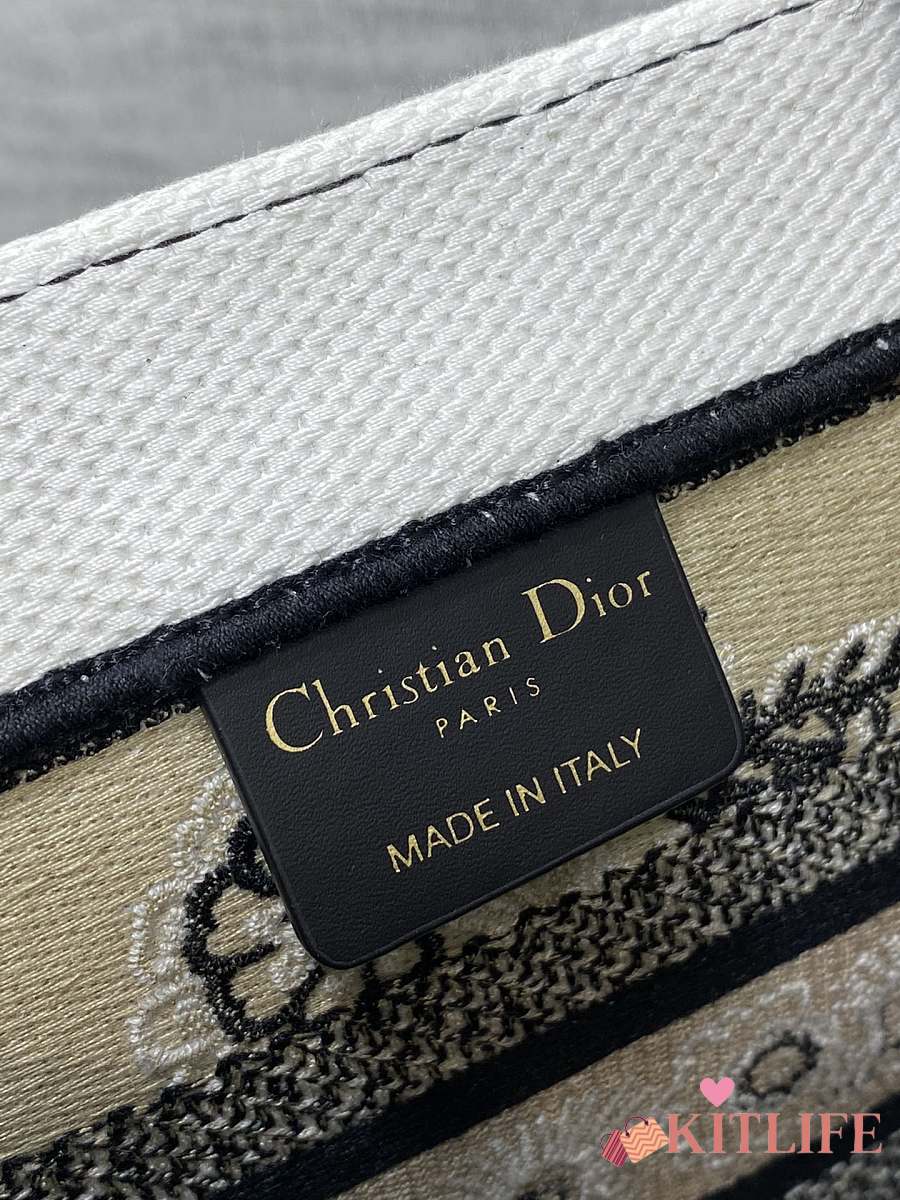 Christian Dior
PARIS
MADE IN ITALY
KITLIFE